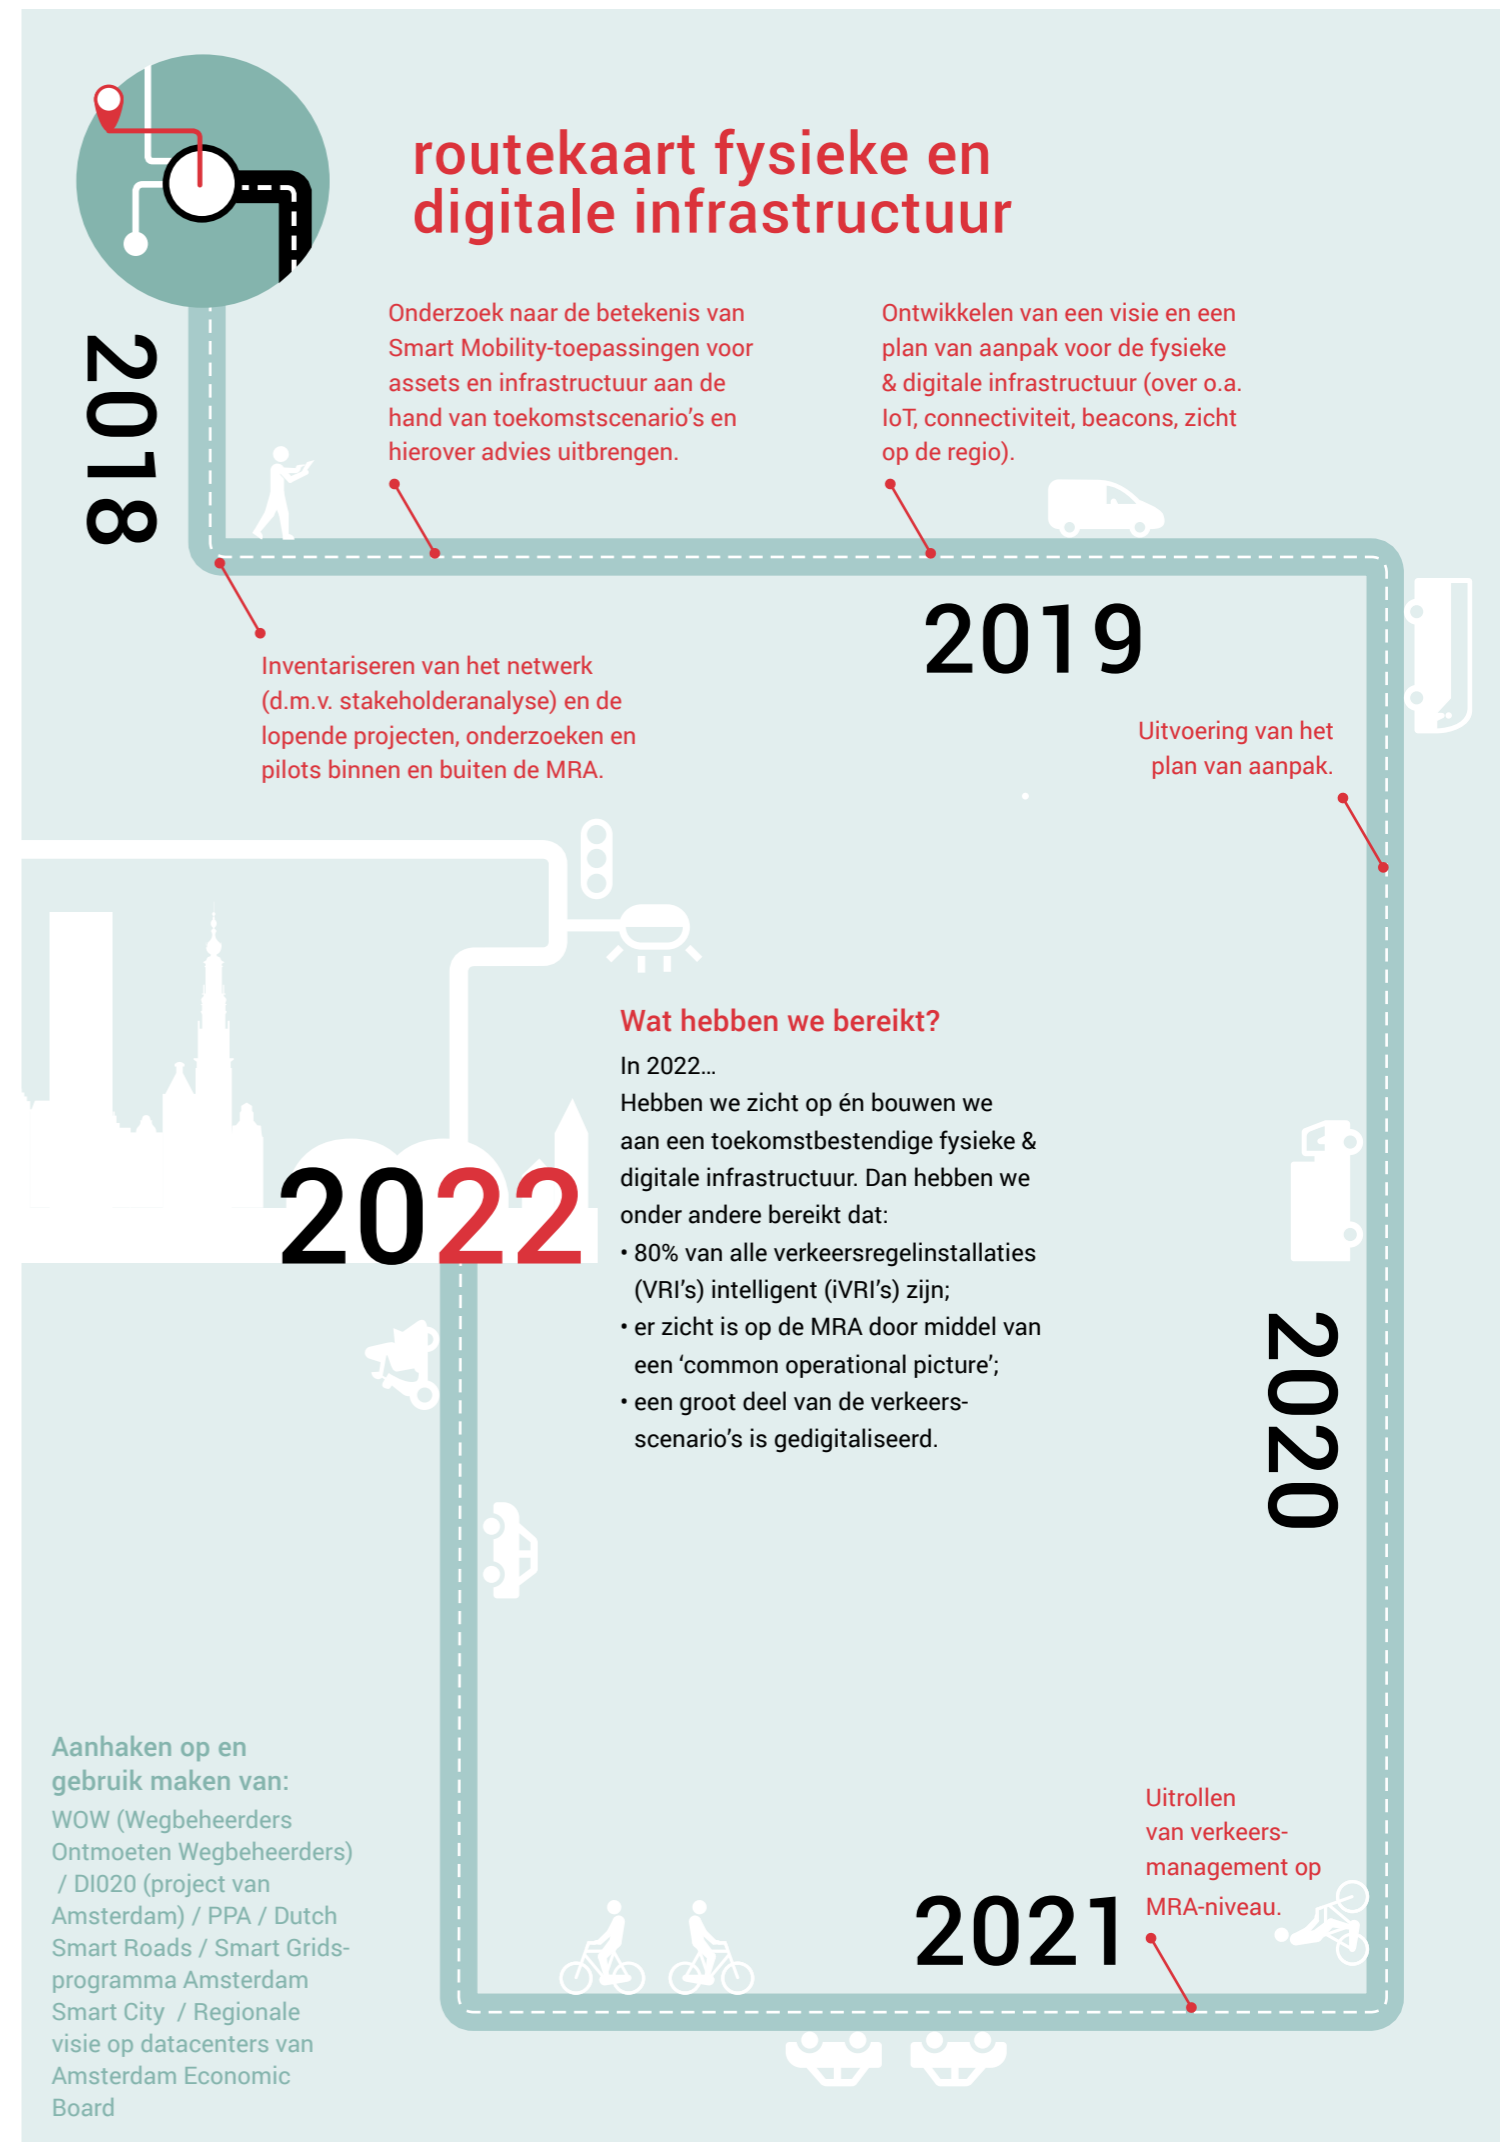 routekaart fysieke en
digitale infrastructuur
2018
Onderzoek naar de betekenis van
Smart Mobility-toepassingen voor
assets en infrastructuur aan de
hand van toekomstscenario's en
hierover advies uitbrengen.
Ontwikkelen van een visie en een
plan van aanpak voor de fysieke
& digitale infrastructuur (over o.a.
IoT, connectiviteit, beacons, zicht
op de regio).
Inventariseren van het netwerk
(d.m.v. stakeholderanalyse) en de
lopende projecten, onderzoeken en
pilots binnen en buiten de MRA.
2019
Uitvoering van het
plan van aanpak.
Wat hebben we bereikt?
In 2022...
Hebben we zicht op én bouwen we
aan een toekomstbestendige fysieke &
digitale infrastructuur. Dan hebben we
onder andere bereikt dat:
• 80% van alle verkeersregelinstallaties
(VRI's) intelligent (iVRI's) zijn;
• er zicht is op de MRA door middel van
een 'common operational picture';
• een groot deel van de verkeers-
scenario's is gedigitaliseerd.
2022
2020
Uitrollen
van verkeers-
management op
MRA-niveau.
2021
Aanhaken op en
gebruik maken van:
WOW (Wegbeheerders
Ontmoeten Wegbeheerders)
/ DI020 (project van
Amsterdam) / PPA / Dutch
Smart Roads / Smart Grids-
programma Amsterdam
Smart City / Regionale
visie op datacenters van
Amsterdam Economic
Board